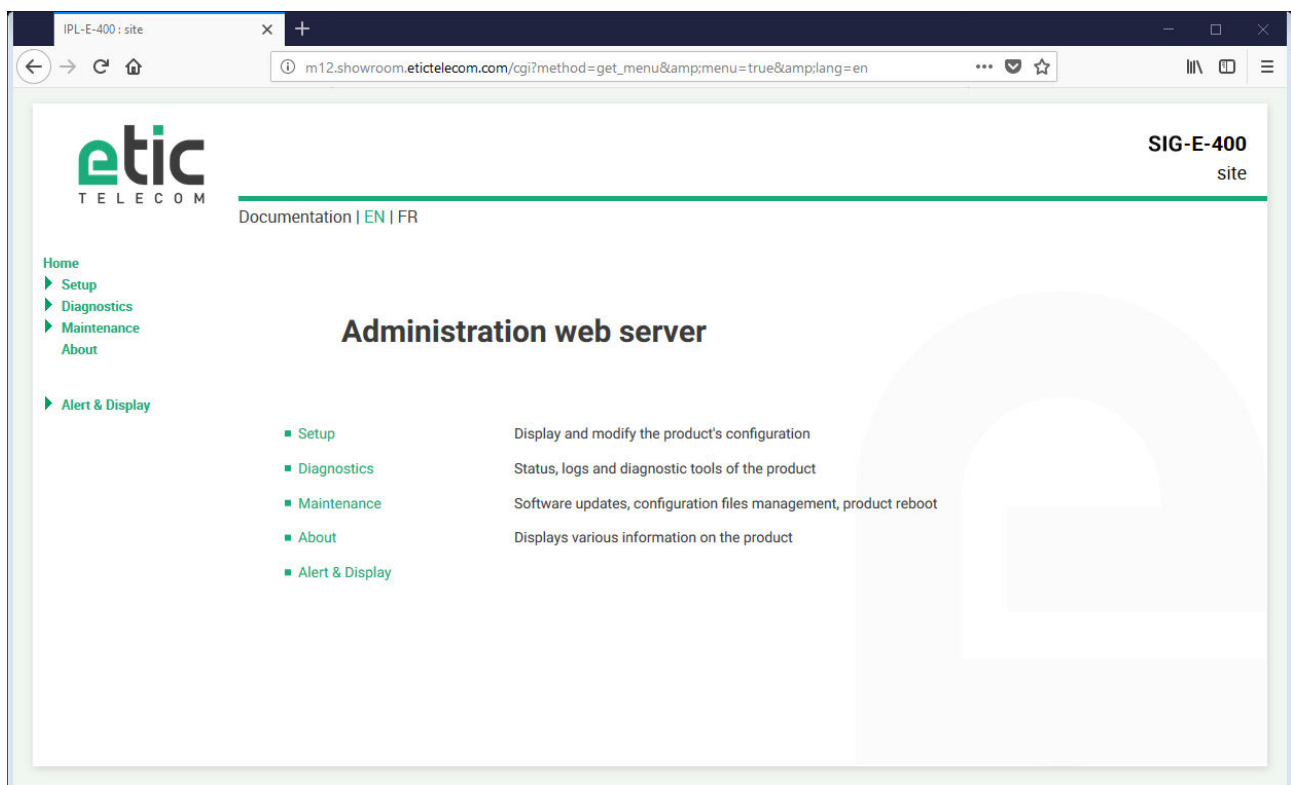 IPL-E-400 : site
m12.showroom.etictelecom.com/cgi?method=get_menu&amp;menu=true&amp;lang=en
etic
TELECOM
SIG-E-400
site
Documentation | EN | FR
Home
Setup
Diagnostics
Maintenance
About
Alert & Display
Administration web server
Setup Display and modify the product's configuration
Diagnostics Status, logs and diagnostic tools of the product
Maintenance Software updates, configuration files management, product reboot
About Displays various information on the product
Alert & Display